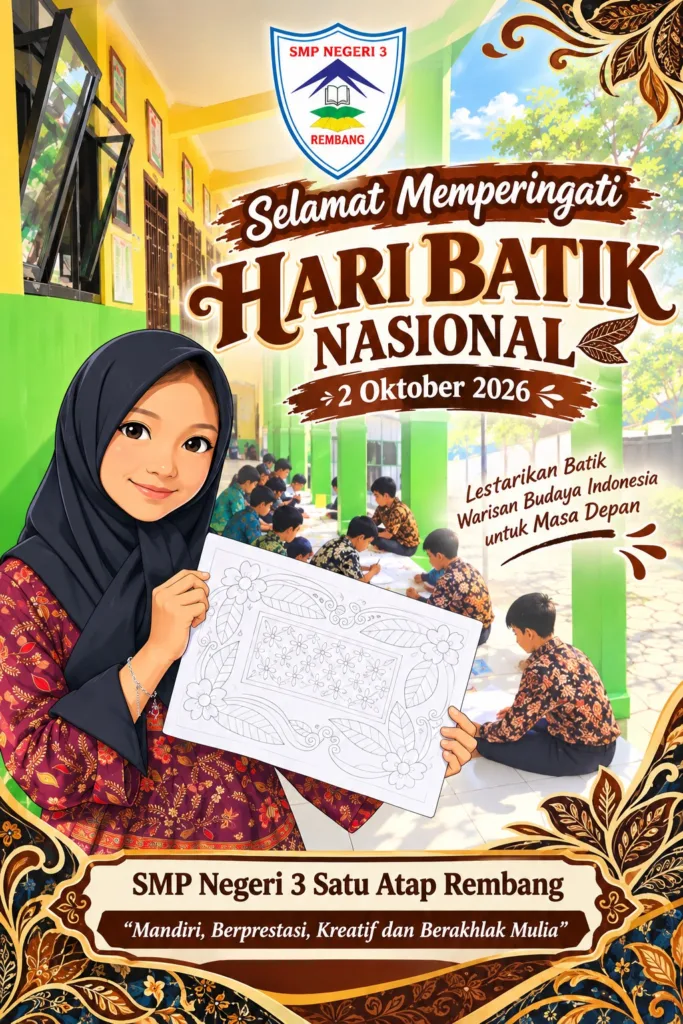 SMP NEGERI 3
REMBANG
Selamat Memperingati
HARI BATIK
NASIONAL
2 Oktober 2026
Lestarikan Batik
Warisan Budaya Indonesia
untuk Masa Depan
SMP Negeri 3 Satu Atap Rembang
"Mandiri, Berprestasi, Kreatif dan Berakhlak Mulia"